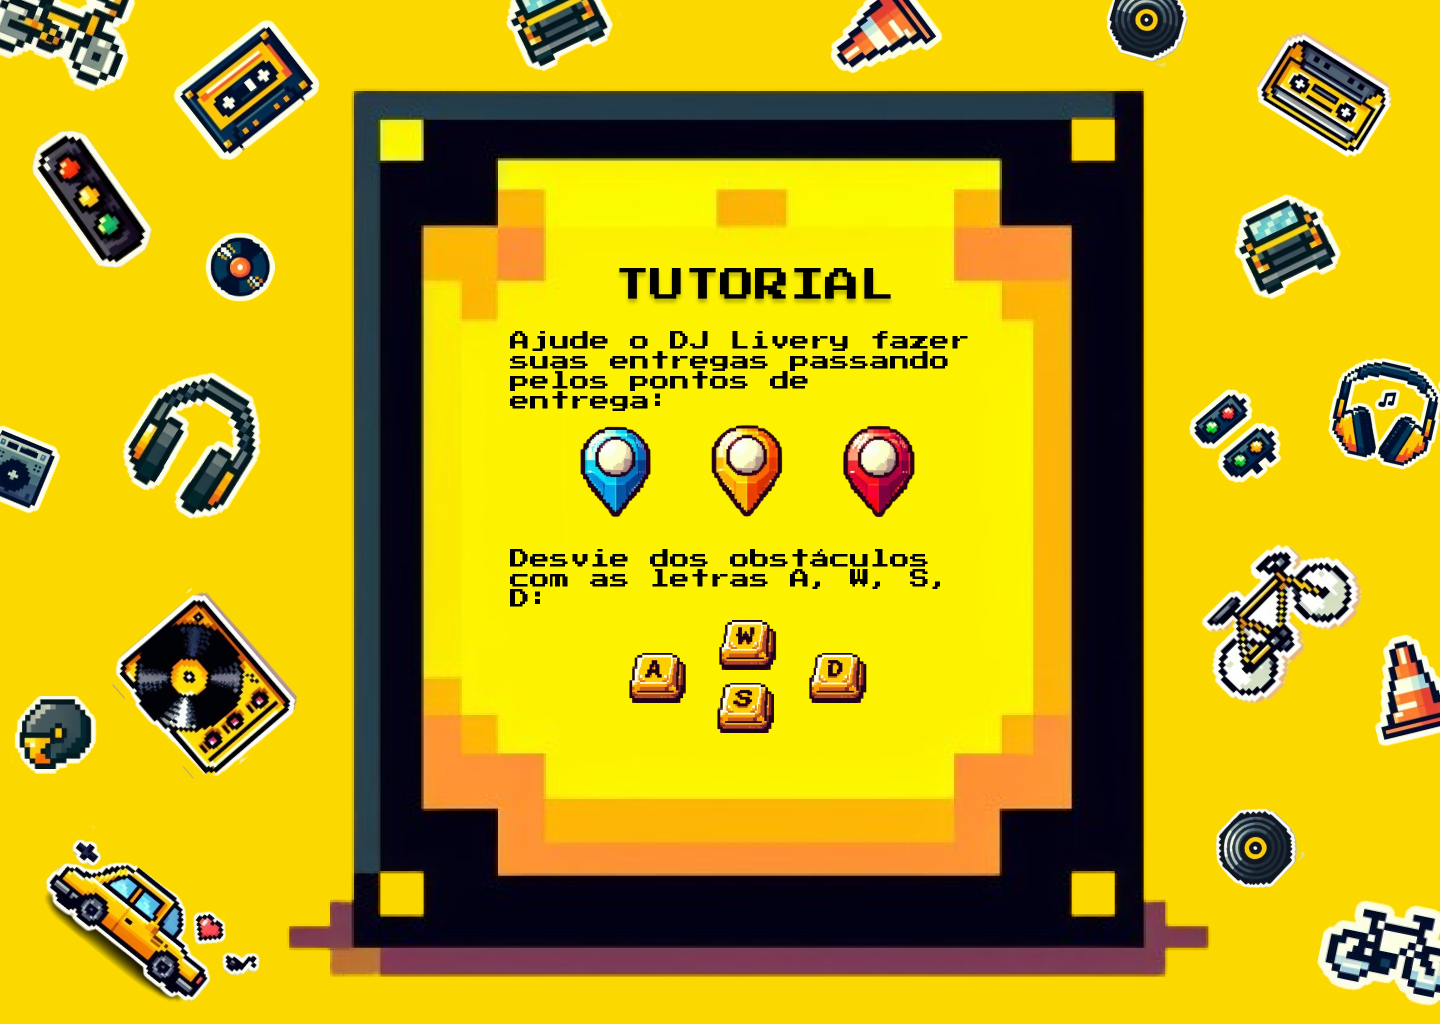 TUTORIAL
Ajude o DJ Livery fazer
suas entregas passando
pelos pontos de
entrega:
Desvie dos obstáculos
com as letras A, W, S,
D:
W
A
D
S